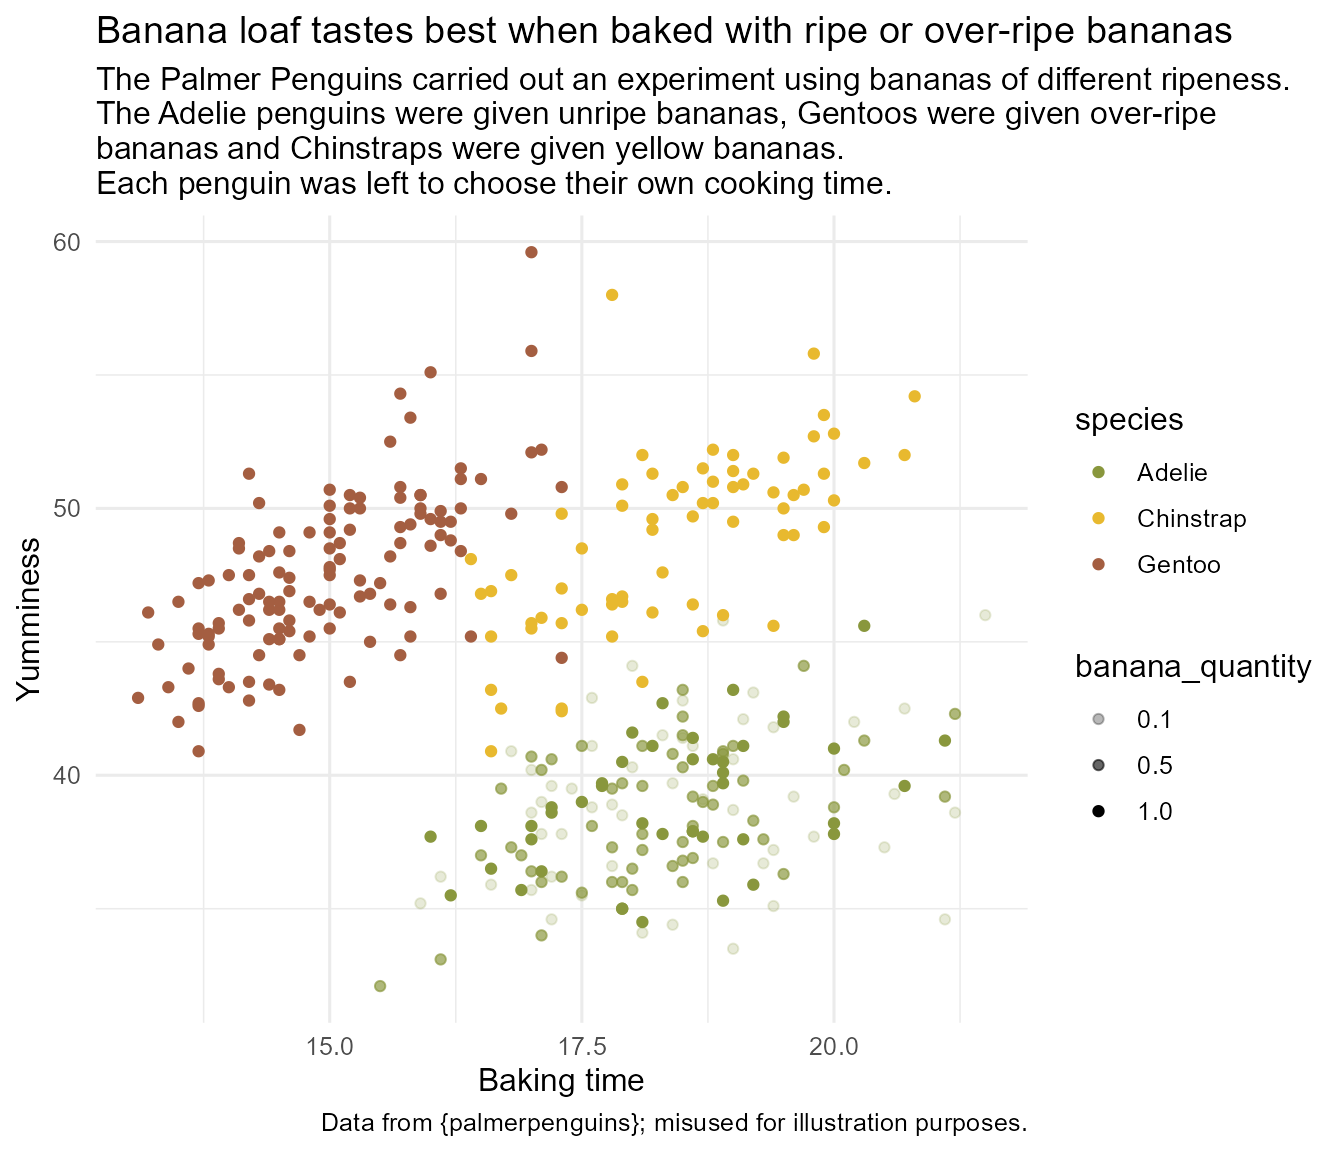 Banana loaf tastes best when baked with ripe or over-ripe bananas
The Palmer Penguins carried out an experiment using bananas of different ripeness.
The Adelie penguins were given unripe bananas, Gentoos were given over-ripe
bananas and Chinstraps were given yellow bananas.
Each penguin was left to choose their own cooking time.
60
50
40
Yumminess
15.0
17.5
20.0
Baking time
species
Adelie
Chinstrap
Gentoo
banana_quantity
0.1
0.5
1.0
Data from {palmerpenguins}; misused for illustration purposes.